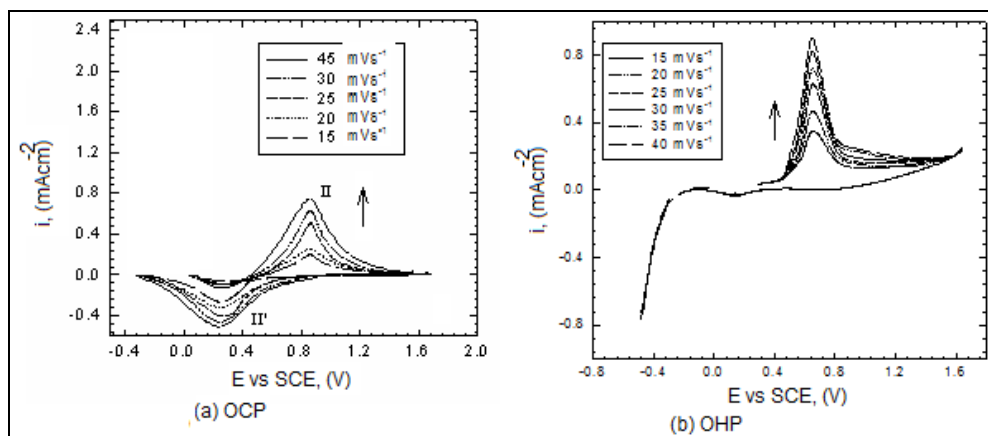 2.4
2.0
1.6
1.2
0.8
0.4
0.0
-0.4
i, (mAcm-2)
45 mVs-1
30 mVs-1
25 mVs-1
20 mVs-1
15 mVs-1
II
II'
-0.4 0.0 0.4 0.8 1.2 1.6 2.0
E vs SCE, (V)
(a) OCP
0.8
0.4
0.0
-0.4
-0.8
i, (mAcm-2)
15 mVs-1
20 mVs-1
25 mVs-1
30 mVs-1
35 mVs-1
40 mVs-1
-0.8 -0.4 0.0 0.4 0.8 1.2 1.6
E vs SCE, (V)
(b) OHP